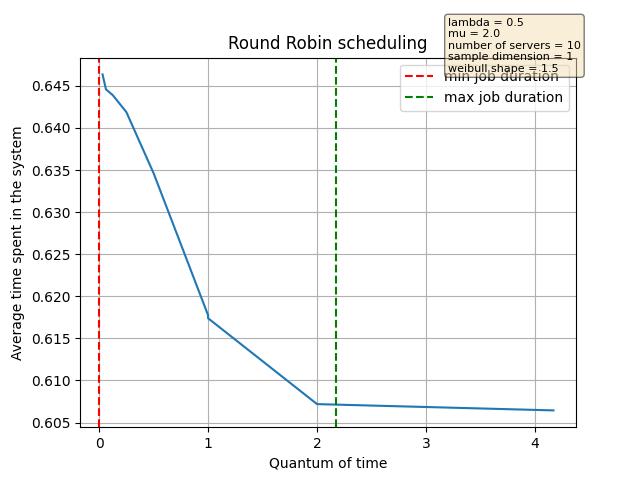 lambda = 0.5
mu = 2.0
number of servers = 10
sample dimension = 1
weibull shape = 1.5
Round Robin scheduling
min job duration
max job duration
Average time spent in the system
0.645
0.640
0.635
0.630
0.625
0.620
0.615
0.610
0.605
0 1 2 3 4
Quantum of time